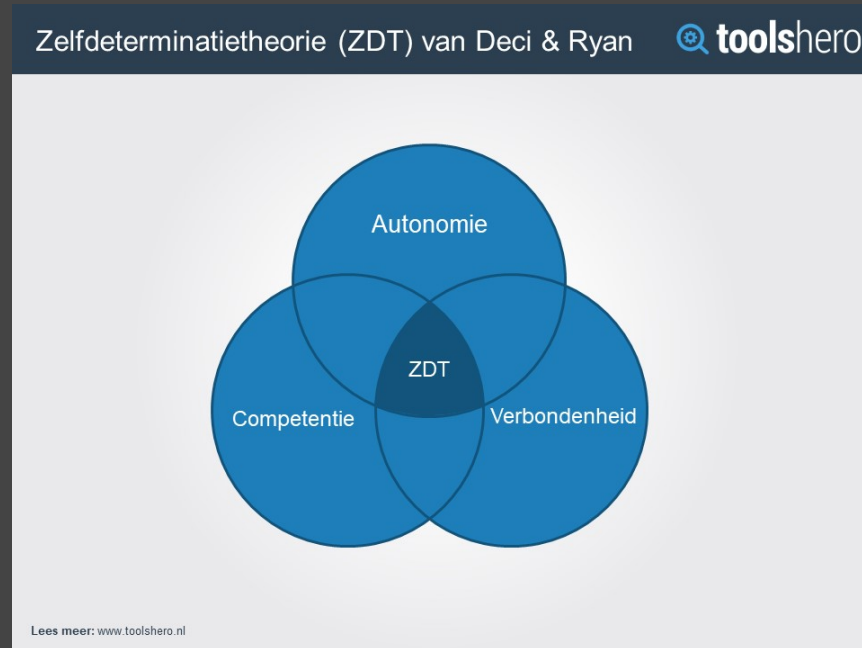 Zelfdeterminatietheorie (ZDT) van Deci & Ryan
toolshero
Autonomie
ZDT
Competentie
Verbondenheid
Lees meer: www.toolshero.nl